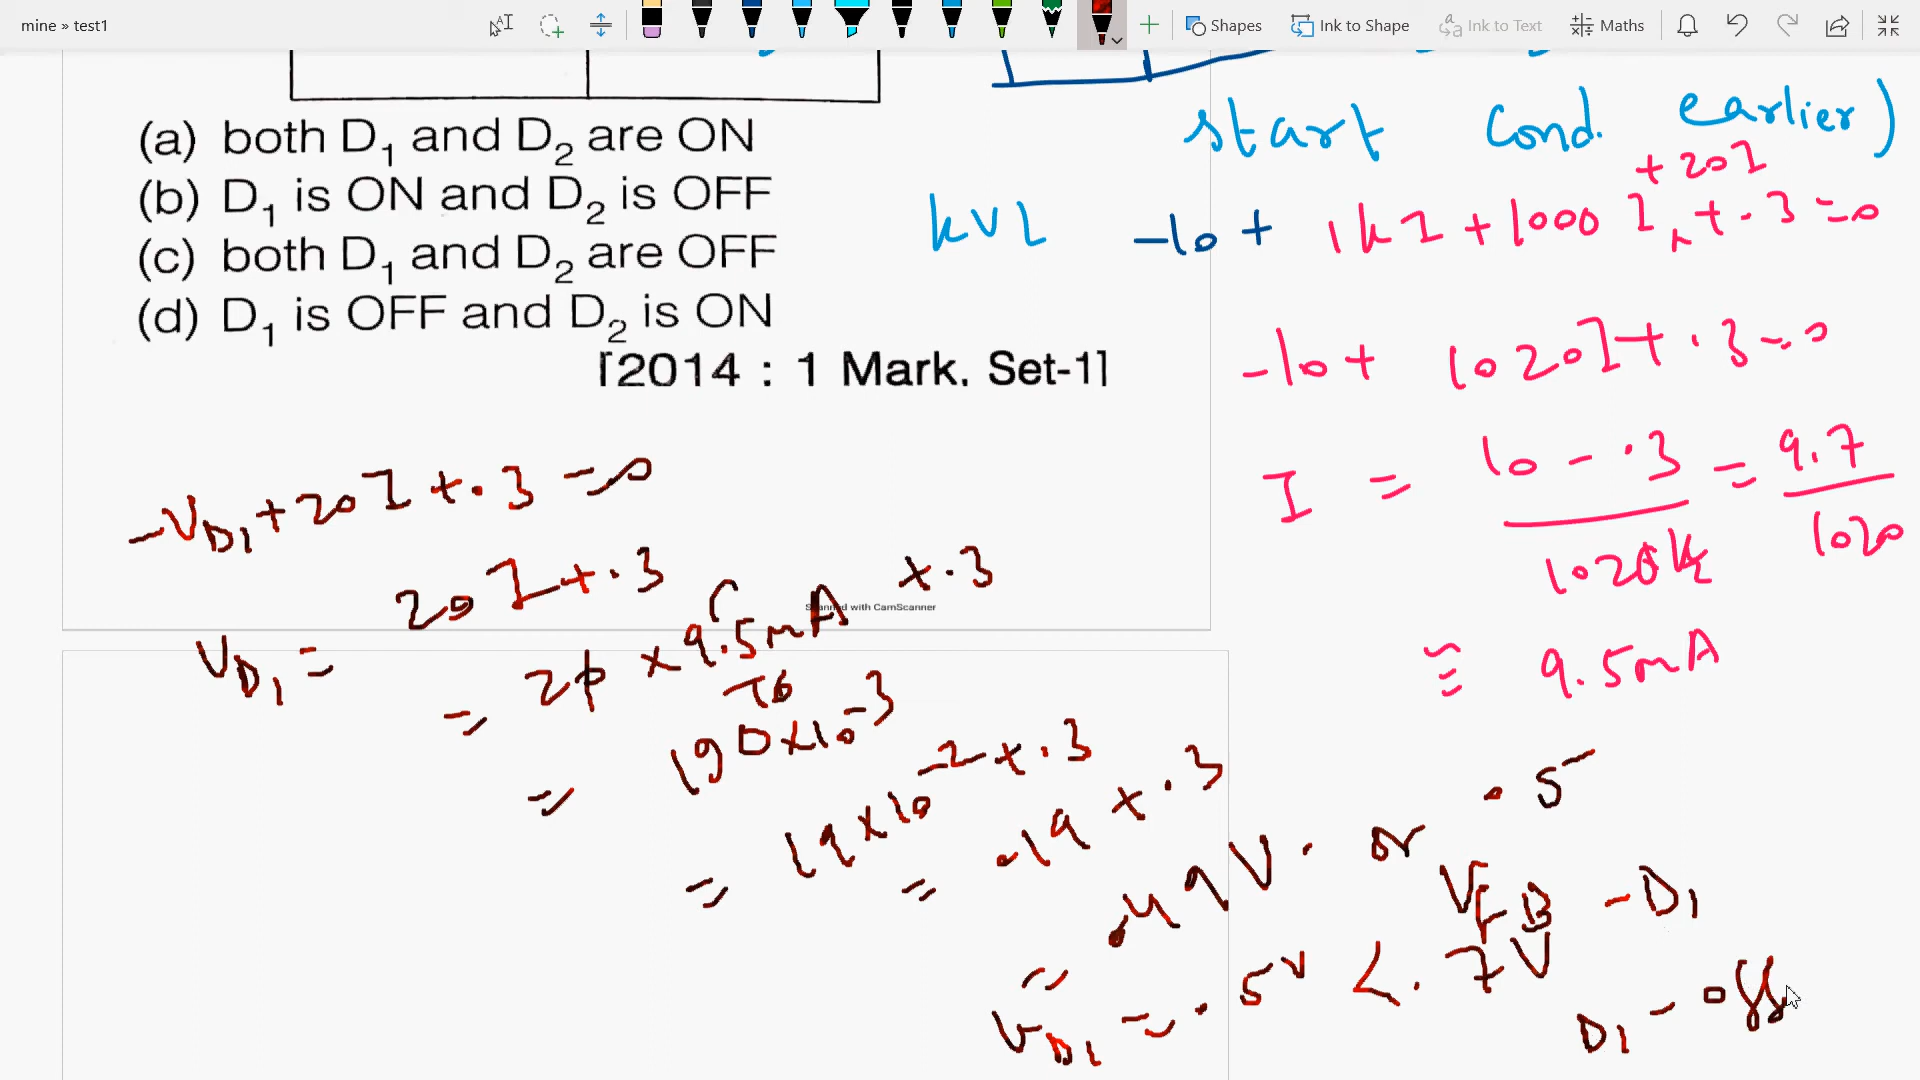 mine » test1
Shapes Ink to Shape Ink to Text Maths
start cond. earlier)
(a) both D₁ and D₂ are ON
(b) D₁ is ON and D₂ is OFF
(c) both D₁ and D₂ are OFF
(d) D₁ is OFF and D₂ is ON
[2014 : 1 Mark, Set-1]
+20I
KVL -10 + 1kI + 1000 I + .3 = 0
-10 + 1020I + .3 = 0
I = 10 - .3 / 1020 = 9.7 / 1020
≅ 9.5mA
-VD1 + 20I + .3 = 0
VD1 = 20I + .3
= 20 × 9.5mA + .3
190×10-3
= 19×10-2 + .3
= .19 + .3
.49V. or .5
VD1 = .5V < .7V
- D1
D1 - off
Scanned with CamScanner